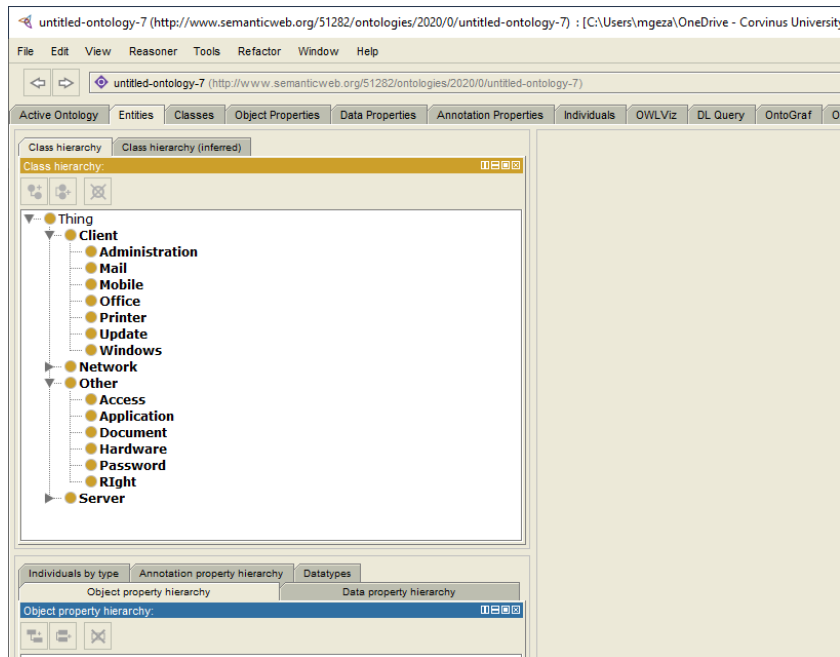 untitled-ontology-7 (http://www.semanticweb.org/51282/ontologies/2020/0/untitled-ontology-7) : [C:\Users\mgeza\OneDrive - Corvinus University
File Edit View Reasoner Tools Refactor Window Help
untitled-ontology-7 (http://www.semanticweb.org/51282/ontologies/2020/0/untitled-ontology-7)
Active Ontology Entities Classes Object Properties Data Properties Annotation Properties Individuals OWLViz DL Query OntoGraf O
Class hierarchy Class hierarchy (inferred)
Class hierarchy:
Thing
Client
Administration
Mail
Mobile
Office
Printer
Update
Windows
Network
Other
Access
Application
Document
Hardware
Password
RIght
Server
Individuals by type Annotation property hierarchy Datatypes
Object property hierarchy Data property hierarchy
Object property hierarchy: